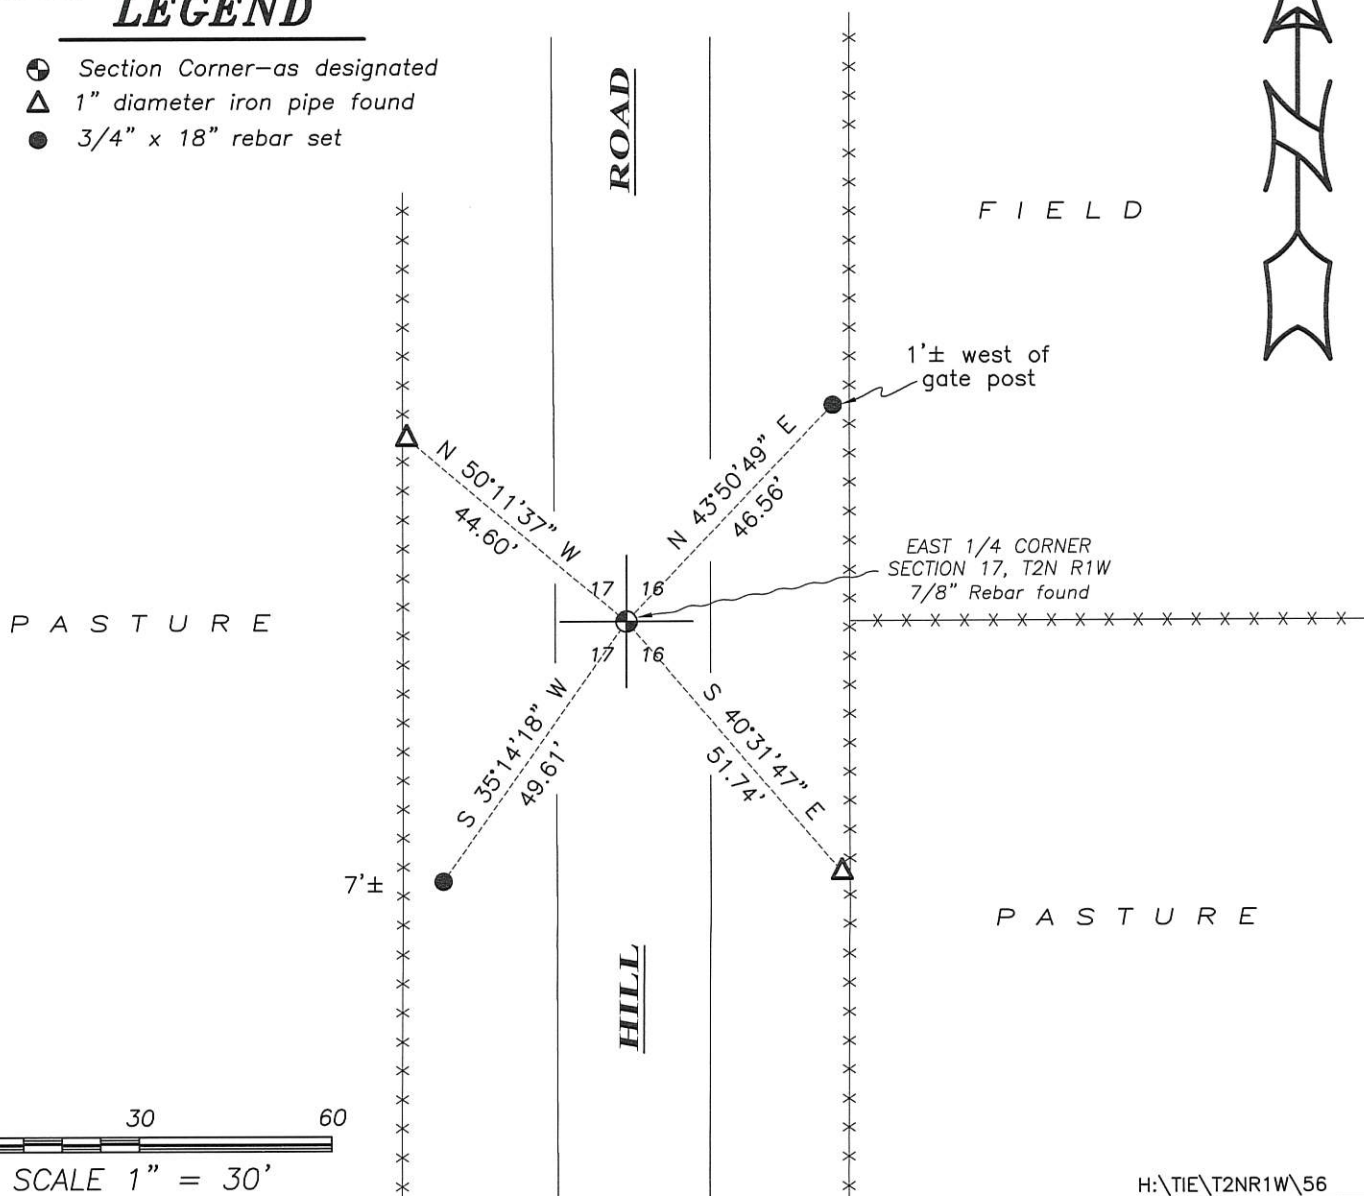 LEGEND
Section Corner-as designated
1" diameter iron pipe found
3/4" x 18" rebar set
ROAD
N
F I E L D
1'± west of
gate post
N 50°11'37" W
44.60'
N 43°50'49" E
46.56'
EAST 1/4 CORNER
SECTION 17, T2N R1W
7/8" Rebar found
17 16
P A S T U R E
17 16
S 35°14'18" W
49.61'
S 40°31'47" E
51.74'
7'±
P A S T U R E
HILL
30 60
SCALE 1" = 30'
H:\TIE\T2NR1W\56